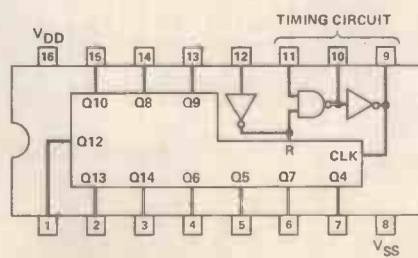 TIMING CIRCUIT
VDD
16 15 14 13 12 11 10 9
Q10 Q8 Q9
Q12 R CLK
Q13 Q14 Q6 Q5 Q7 Q4
1 2 3 4 5 6 7 8
VSS